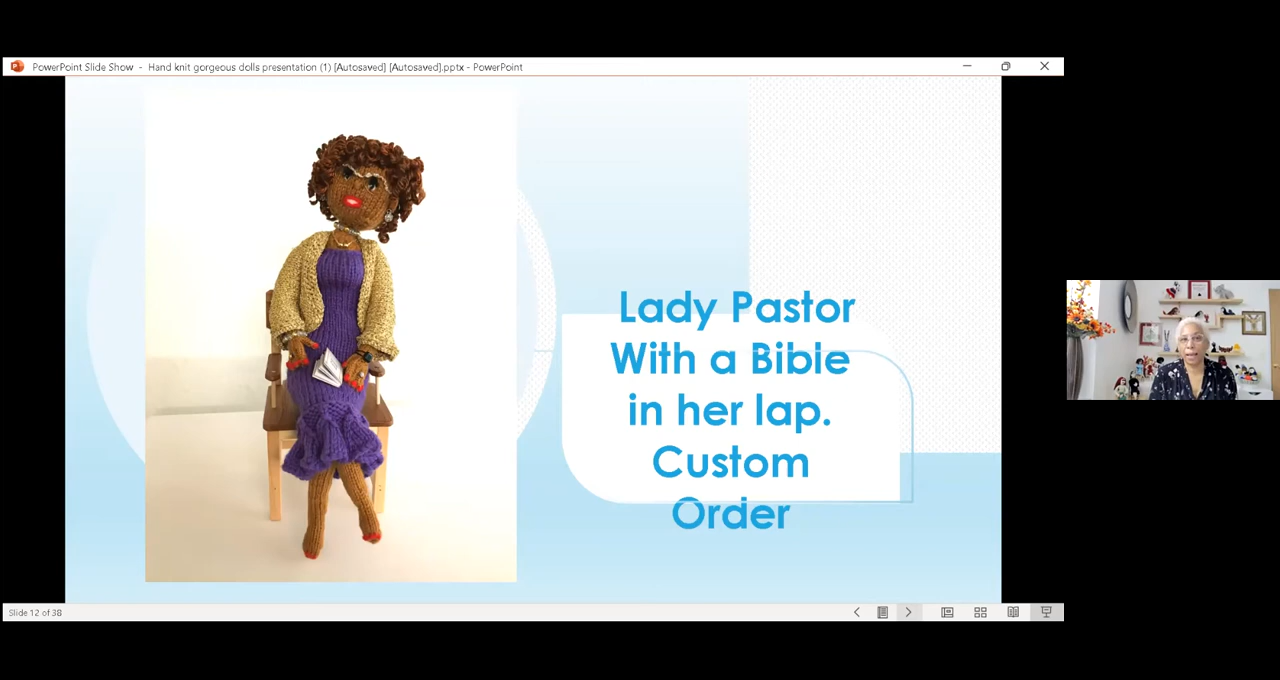 PowerPoint Slide Show - Hand knit gorgeous dolls presentation (1) [Autosaved] [Autosaved].pptx - PowerPoint
Lady Pastor
With a Bible
in her lap.
Custom
Order
Slide 12 of 38